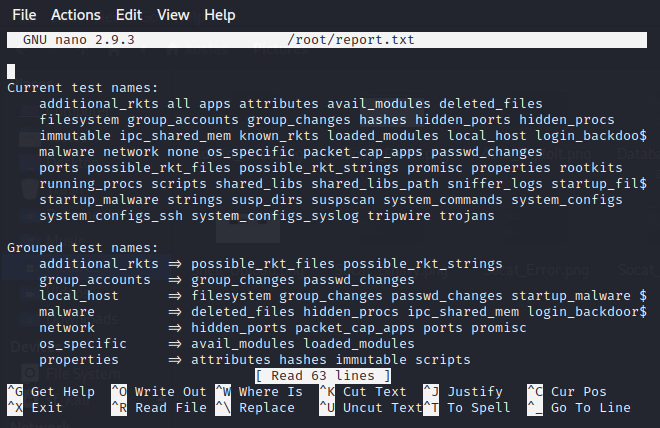 File Actions Edit View Help
GNU nano 2.9.3 /root/report.txt
Current test names:
additional_rkts all apps attributes avail_modules deleted_files
filesystem group_accounts group_changes hashes hidden_ports hidden_procs
immutable ipc_shared_mem known_rkts loaded_modules local_host login_backdoo$
malware network none os_specific packet_cap_apps passwd_changes
ports possible_rkt_files possible_rkt_strings promisc properties rootkits
running_procs scripts shared_libs shared_libs_path sniffer_logs startup_fil$
startup_malware strings susp_dirs suspscan system_commands system_configs
system_configs_ssh system_configs_syslog tripwire trojans
Grouped test names:
additional_rkts => possible_rkt_files possible_rkt_strings
group_accounts => group_changes passwd_changes
local_host => filesystem group_changes passwd_changes startup_malware $
malware => deleted_files hidden_procs ipc_shared_mem login_backdoor$
network => hidden_ports packet_cap_apps ports promisc
os_specific => avail_modules loaded_modules
properties => attributes hashes immutable scripts
[ Read 63 lines ]
^G Get Help ^O Write Out ^W Where Is ^K Cut Text ^J Justify ^C Cur Pos
^X Exit ^R Read File ^\ Replace ^U Uncut Text ^T To Spell ^_ Go To Line